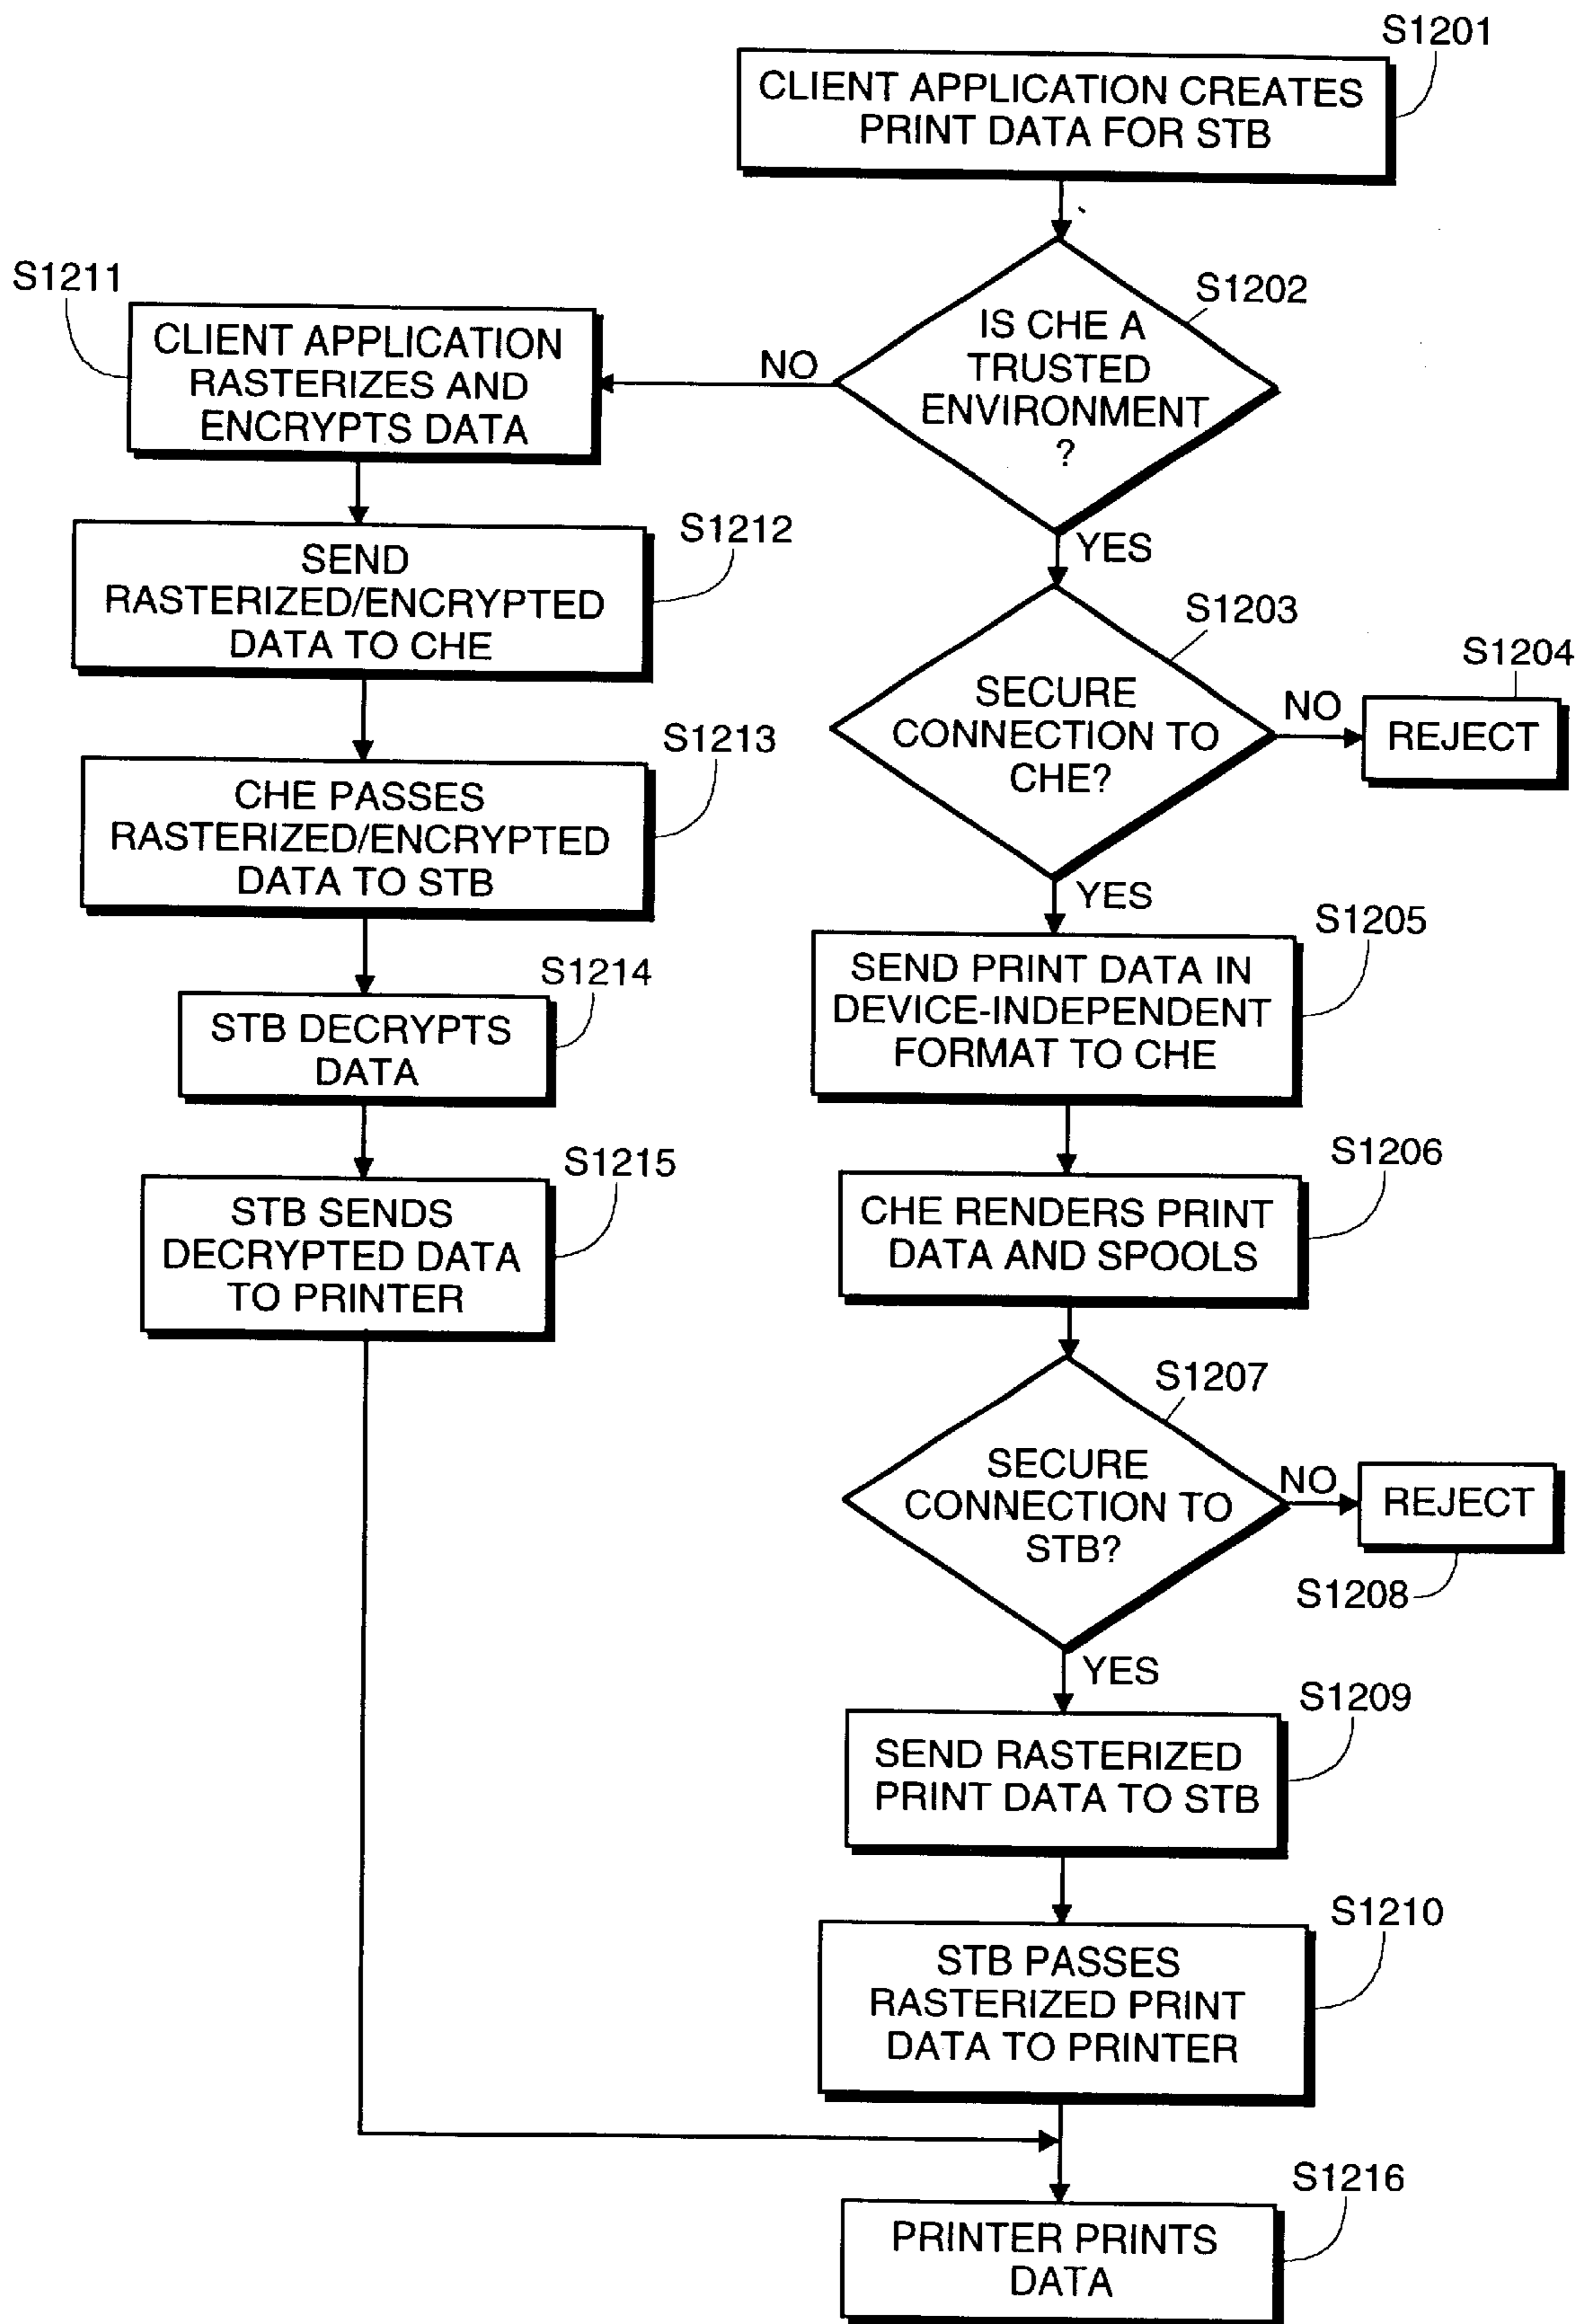 S1201
CLIENT APPLICATION CREATES
PRINT DATA FOR STB
S1202
IS CHE A
TRUSTED
ENVIRONMENT
?
NO
YES
S1211
CLIENT APPLICATION
RASTERIZES AND
ENCRYPTS DATA
S1212
SEND
RASTERIZED/ENCRYPTED
DATA TO CHE
S1213
CHE PASSES
RASTERIZED/ENCRYPTED
DATA TO STB
S1214
STB DECRYPTS
DATA
S1215
STB SENDS
DECRYPTED DATA
TO PRINTER
S1203
SECURE
CONNECTION TO
CHE?
NO
S1204
REJECT
YES
S1205
SEND PRINT DATA IN
DEVICE-INDEPENDENT
FORMAT TO CHE
S1206
CHE RENDERS PRINT
DATA AND SPOOLS
S1207
SECURE
CONNECTION TO
STB?
NO
REJECT
S1208
YES
S1209
SEND RASTERIZED
PRINT DATA TO STB
S1210
STB PASSES
RASTERIZED PRINT
DATA TO PRINTER
S1216
PRINTER PRINTS
DATA